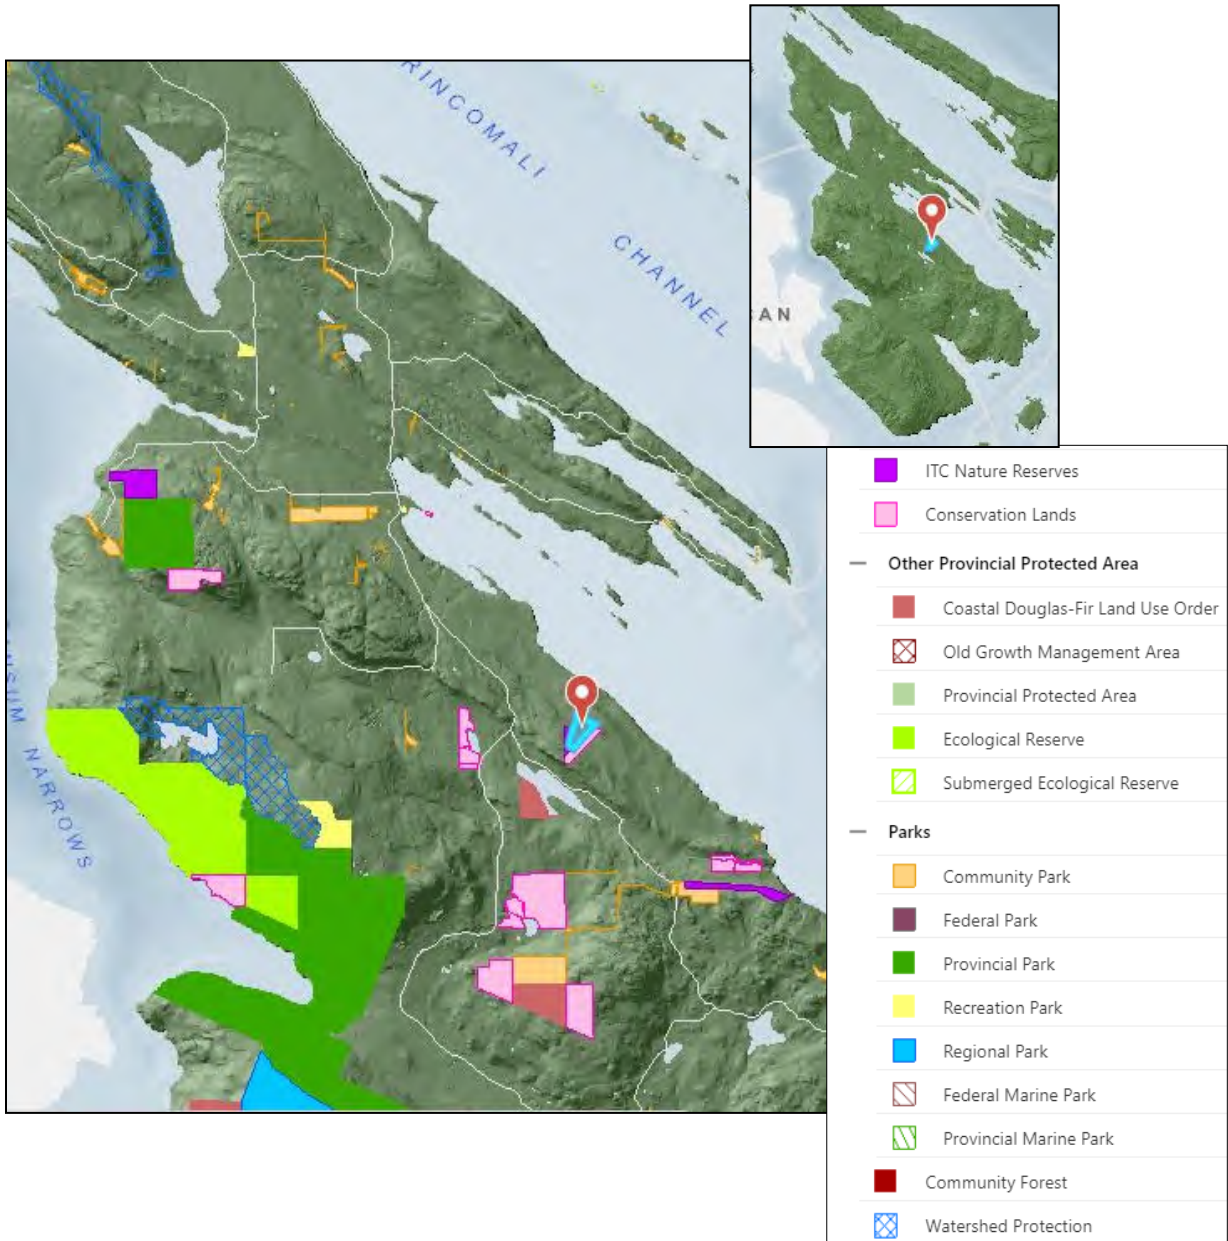 RINCOMALI
CHANNEL
ANSUM NARROWS
AN
ITC Nature Reserves
Conservation Lands
Other Provincial Protected Area
Coastal Douglas-Fir Land Use Order
Old Growth Management Area
Provincial Protected Area
Ecological Reserve
Submerged Ecological Reserve
Parks
Community Park
Federal Park
Provincial Park
Recreation Park
Regional Park
Federal Marine Park
Provincial Marine Park
Community Forest
Watershed Protection